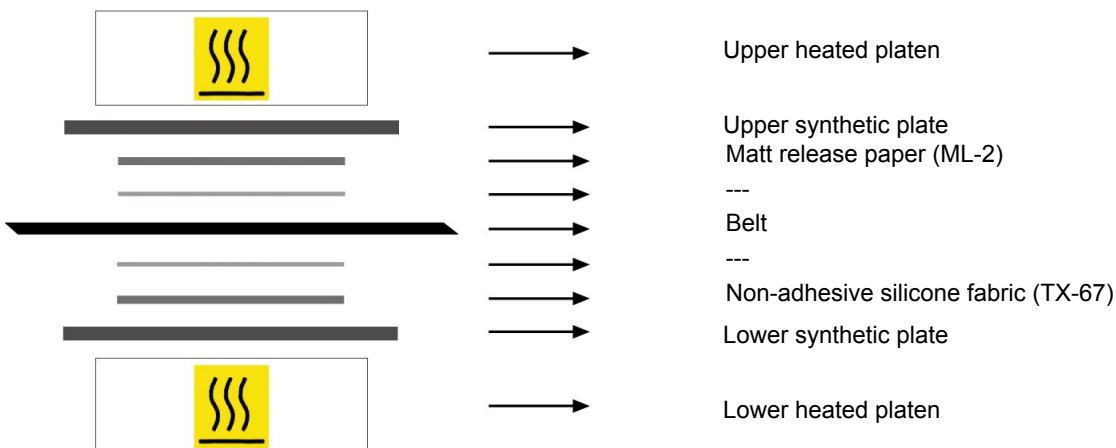 Upper heated platen
Upper synthetic plate
Matt release paper (ML-2)
---
Belt
---
Non-adhesive silicone fabric (TX-67)
Lower synthetic plate
Lower heated platen